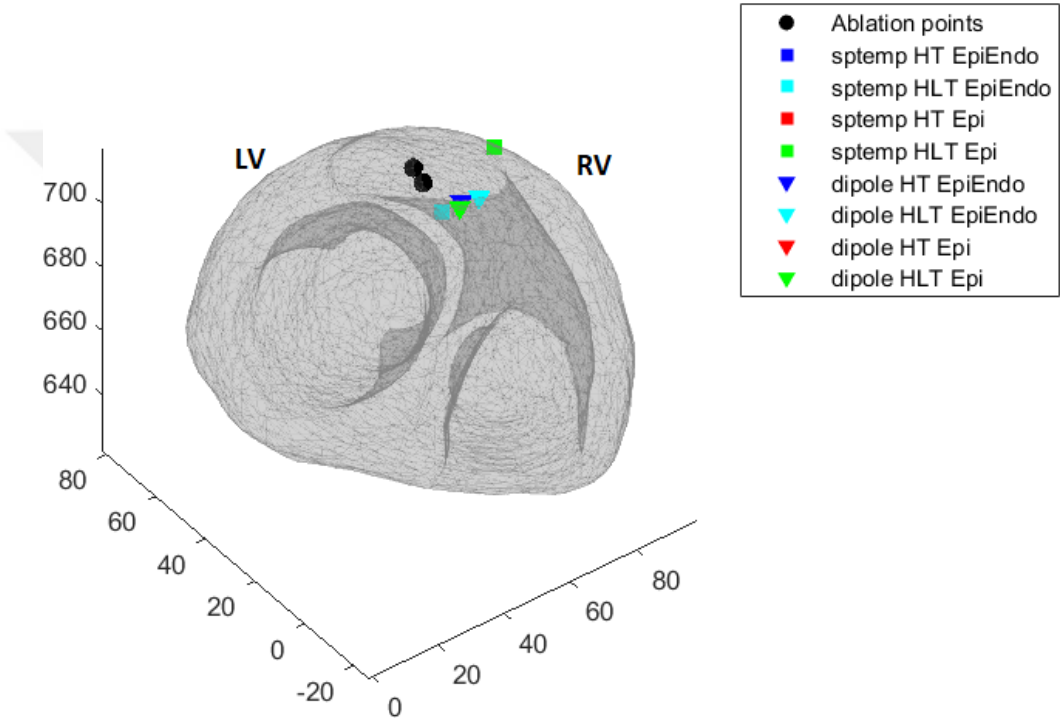 Ablation points
sptemp HT EpiEndo
sptemp HLT EpiEndo
sptemp HT Epi
sptemp HLT Epi
dipole HT EpiEndo
dipole HLT EpiEndo
dipole HT Epi
dipole HLT Epi
LV
RV
700
680
660
640
80
60
40
20
0
-20
0
20
40
60
80